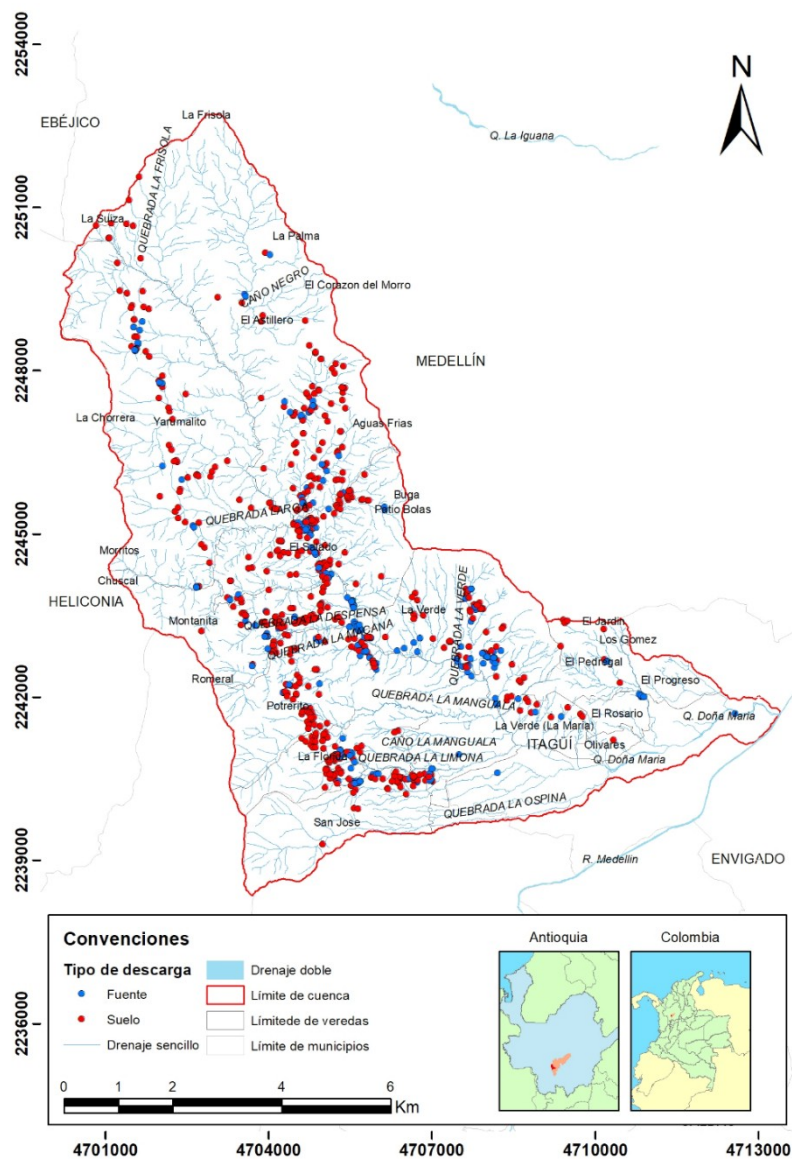 2254000
N
La Frisola
EBÉJICO
QUEBRADA LA FRISOLA
Q. La Iguana
2251000
La Suiza
La Palma
CAÑO NEGRO
El Corazon del Morro
El Astillero
MEDELLÍN
2248000
La Chorrera
Yarumalito
Aguas Frias
Buga
QUEBRADA LARGA
Patio Bolas
2245000
Morritos
El Salado
Chuscal
HELICONIA
QUEBRADA LA VERDE
Montañita
QUEBRADA LA DESPENSA
La Verde
El Jardin
QUEBRADA LA MACANA
Los Gomez
El Pedregal
Romeral
El Progreso
2242000
Potrerito
QUEBRADA LA MANGUALA
El Rosario
Q. Doña Maria
La Verde (La Maria)
CAÑO LA MANGUALA
ITAGÜÍ
Olivares
La Florida
QUEBRADA LA LIMONA
Q. Doña Maria
QUEBRADA LA OSPINA
San Jose
2239000
R. Medellin
ENVIGADO
Convenciones
Tipo de descarga
Fuente
Suelo
Drenaje sencillo
Drenaje doble
Límite de cuenca
Límitede de veredas
Límite de municipios
Antioquia
Colombia
2236000
0 1 2 4 6
Km
4701000 4704000 4707000 4710000 4713000